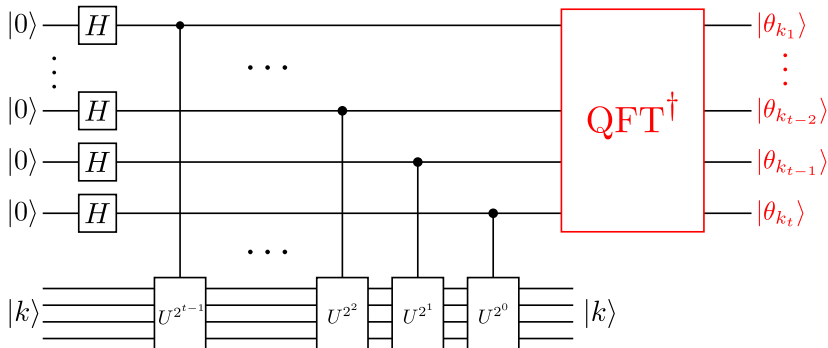 |0⟩ H |θ_{k_1}⟩
⋮ ⋯ ⋮
|0⟩ H QFT^† |θ_{k_{t-2}}⟩
|0⟩ H |θ_{k_{t-1}}⟩
|0⟩ H |θ_{k_t}⟩
⋯
|k⟩ U^{2^{t-1}} U^{2^2} U^{2^1} U^{2^0} |k⟩